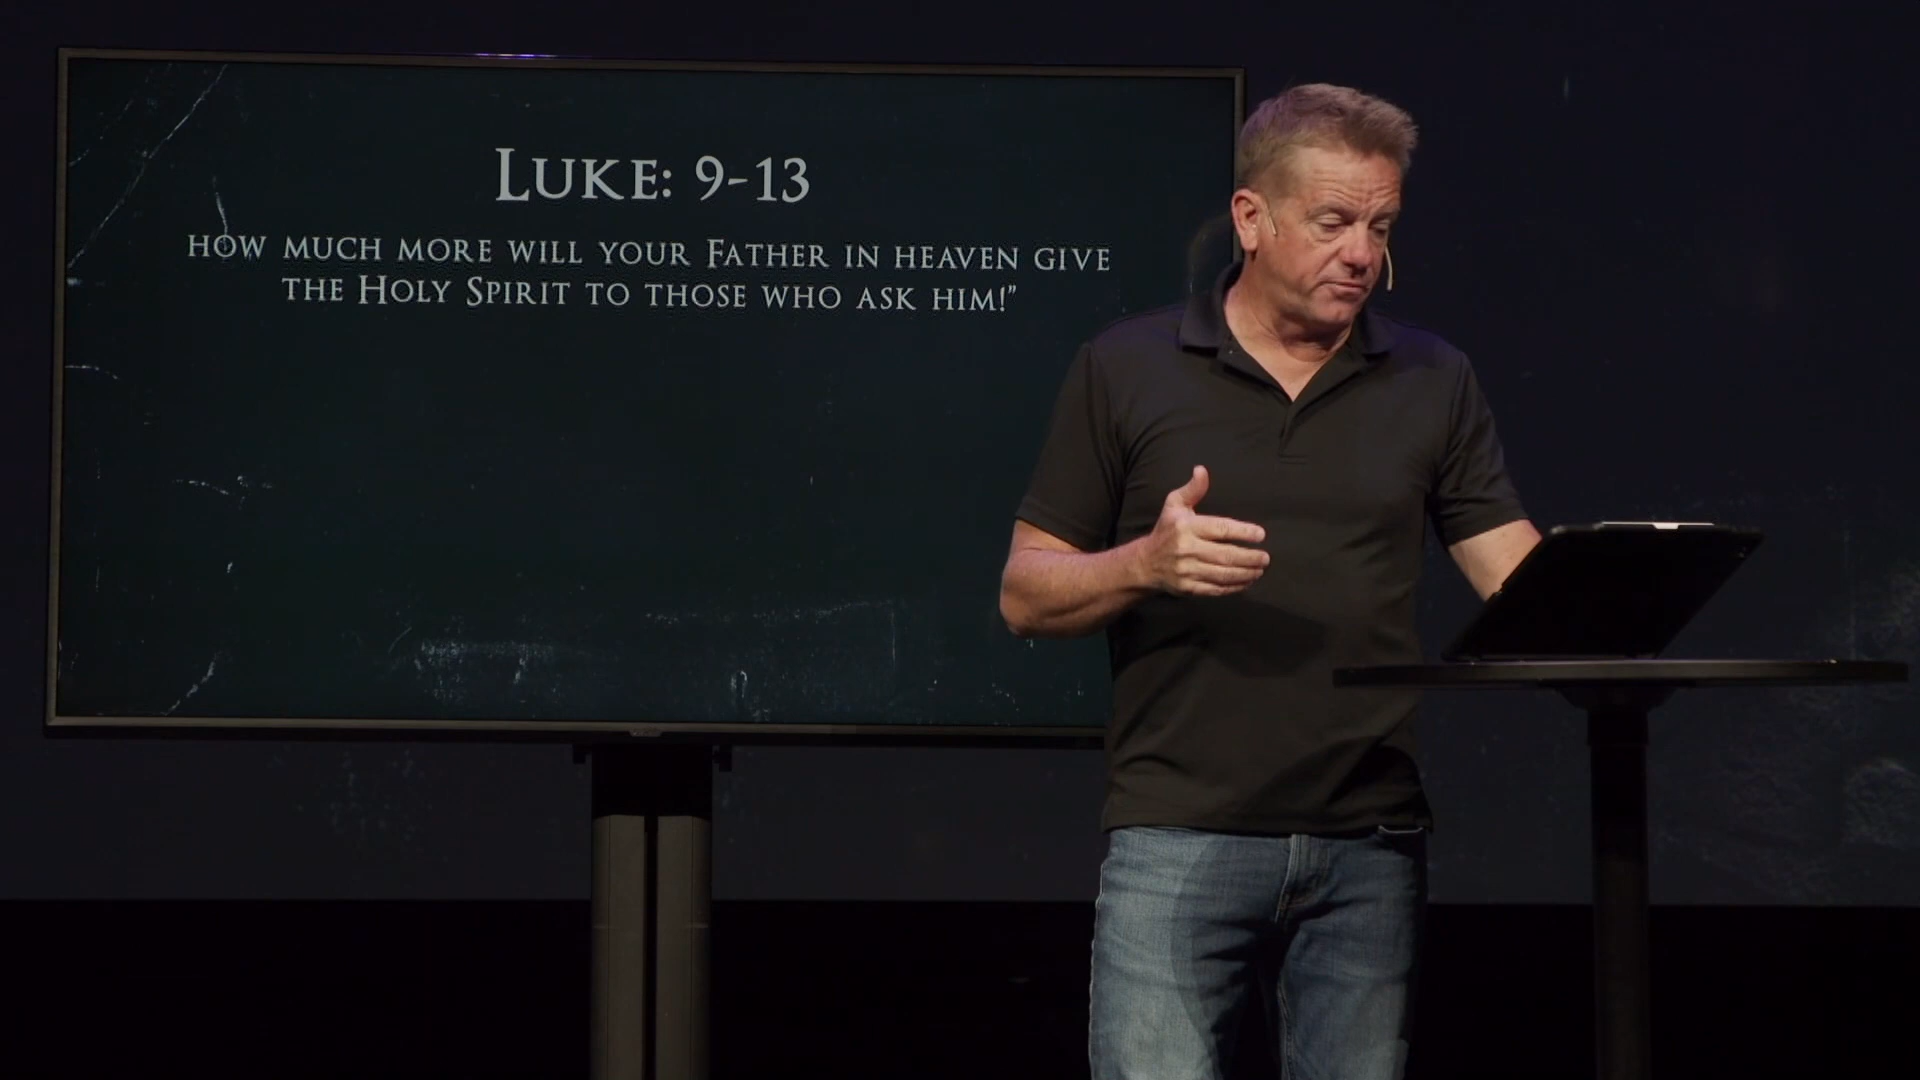 LUKE: 9-13
HOW MUCH MORE WILL YOUR FATHER IN HEAVEN GIVE
THE HOLY SPIRIT TO THOSE WHO ASK HIM!”